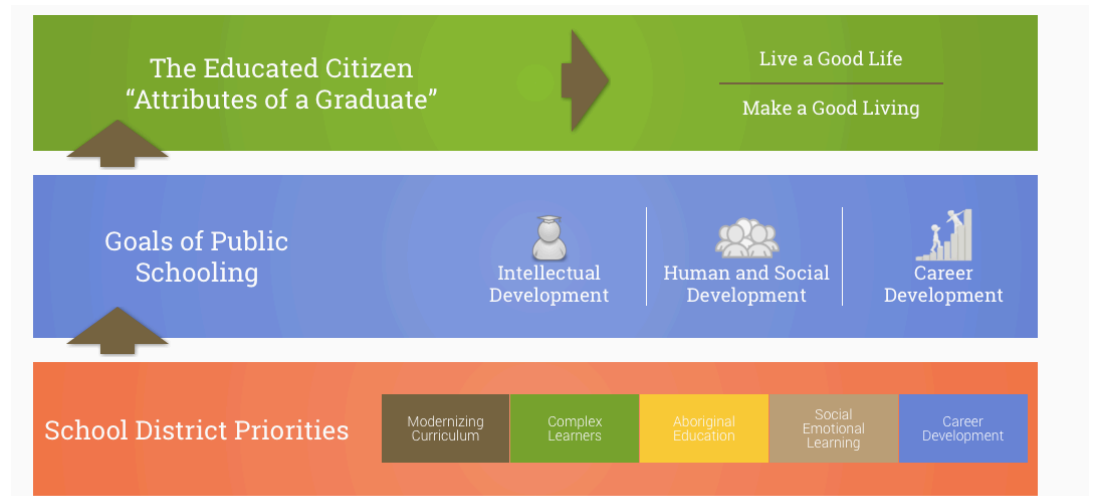 The Educated Citizen
“Attributes of a Graduate”
Live a Good Life
Make a Good Living
Goals of Public
Schooling
Intellectual
Development
Human and Social
Development
Career
Development
School District Priorities
Modernizing
Curriculum
Complex
Learners
Aboriginal
Education
Social
Emotional
Learning
Career
Development